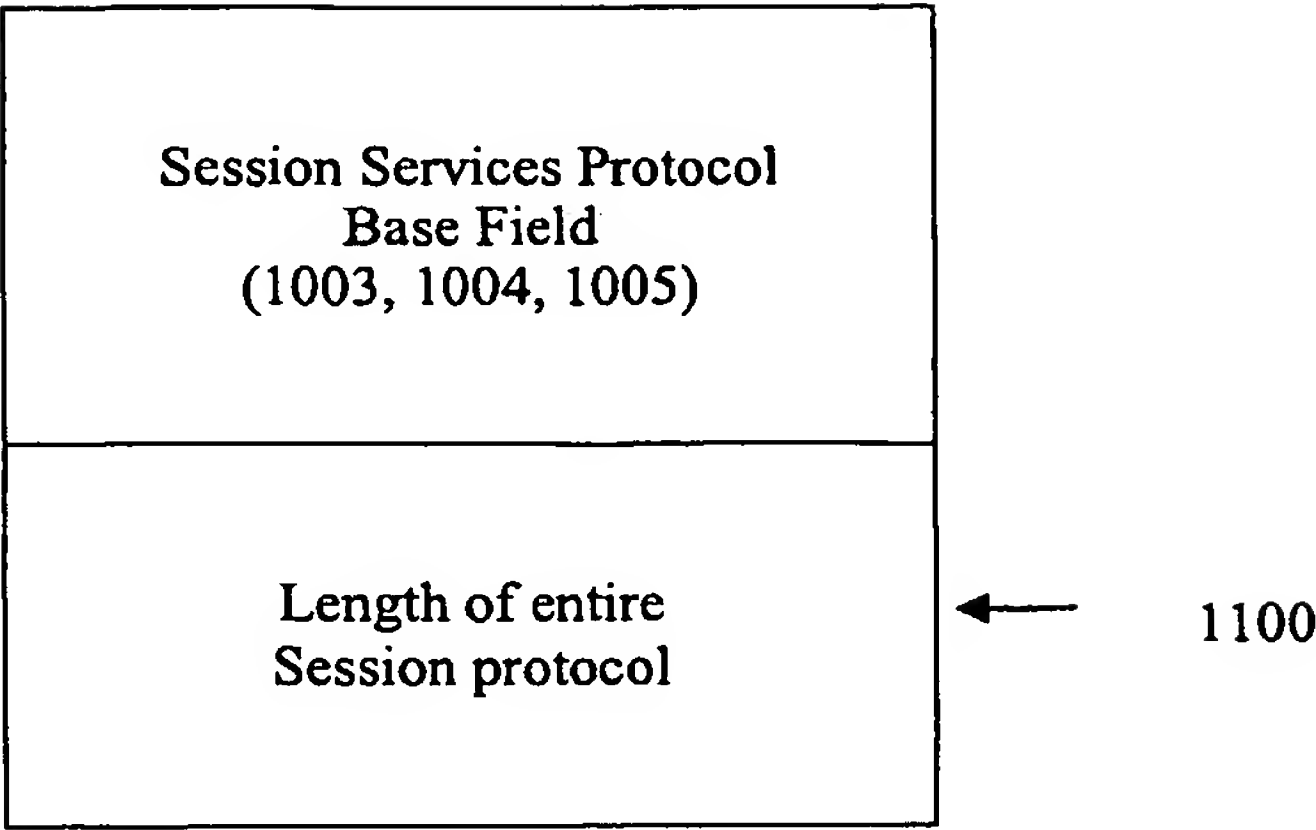 Session Services Protocol
Base Field
(1003, 1004, 1005)
Length of entire
Session protocol
1100